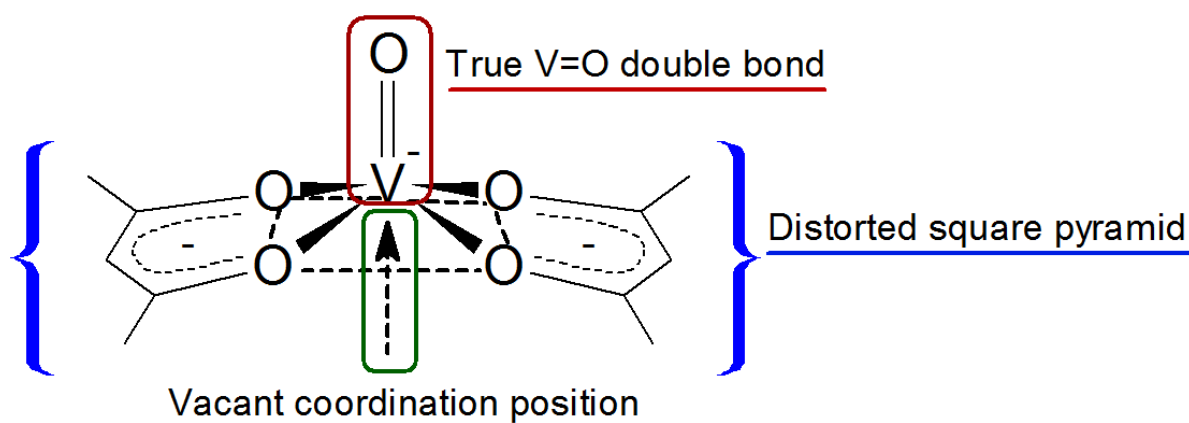 O
True V=O double bond
V-
O O
Distorted square pyramid
- -
O O
Vacant coordination position